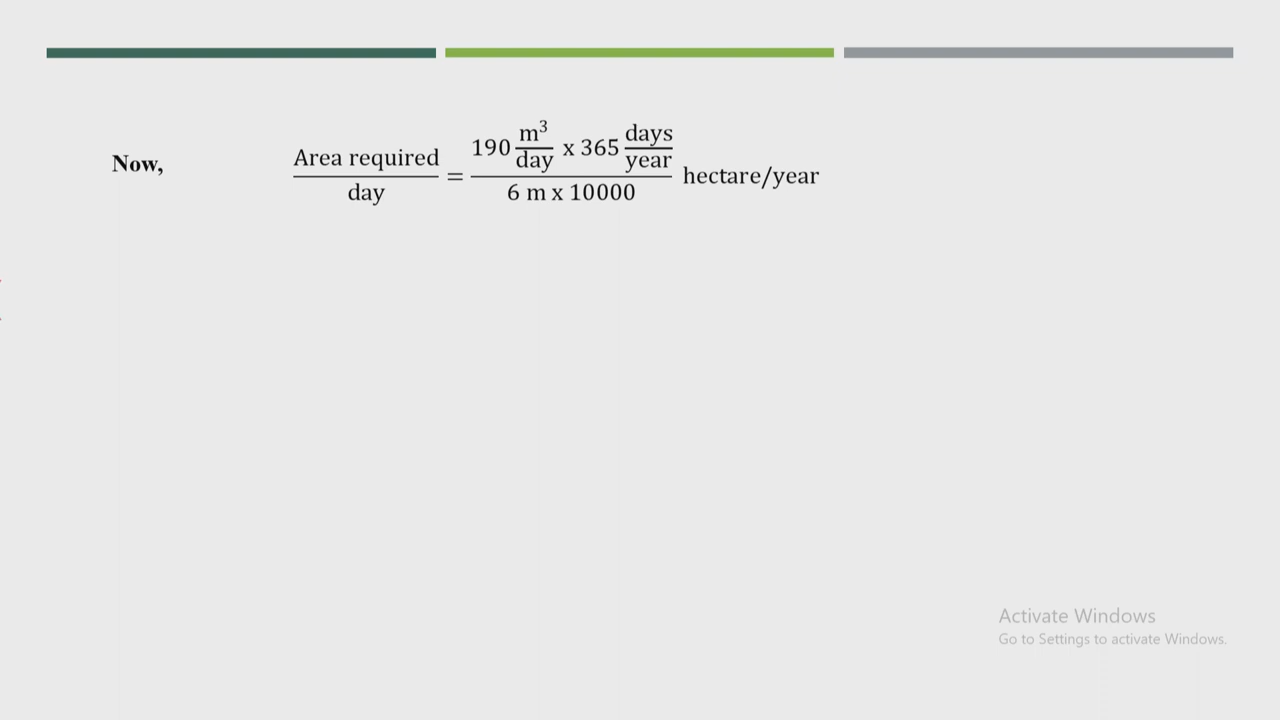 Now,
Area required
day
=
190 m³/day x 365 days/year
6 m x 10000
hectare/year
Activate Windows
Go to Settings to activate Windows.